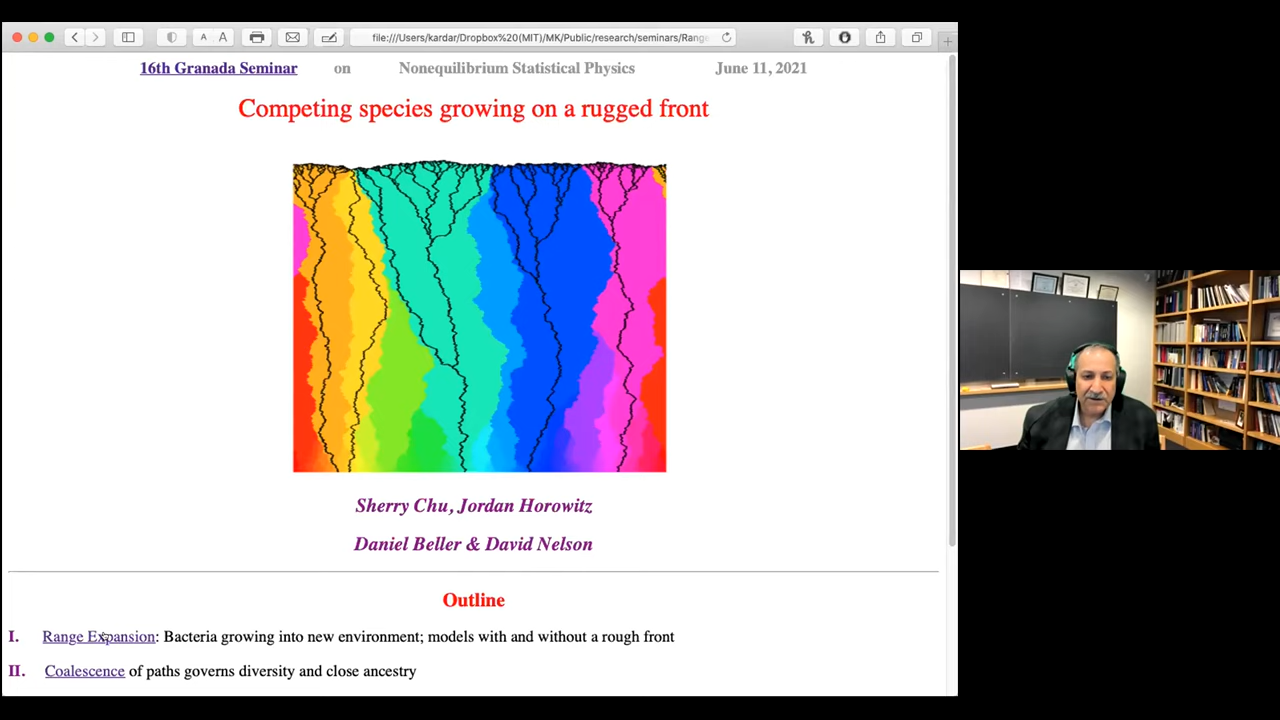 A A file:///Users/kardar/Dropbox%20(MIT)/MK/Public/research/seminars/Range
16th Granada Seminar on Nonequilibrium Statistical Physics June 11, 2021
Competing species growing on a rugged front
Sherry Chu, Jordan Horowitz
Daniel Beller & David Nelson
Outline
I. Range Expansion: Bacteria growing into new environment; models with and without a rough front
II. Coalescence of paths governs diversity and close ancestry